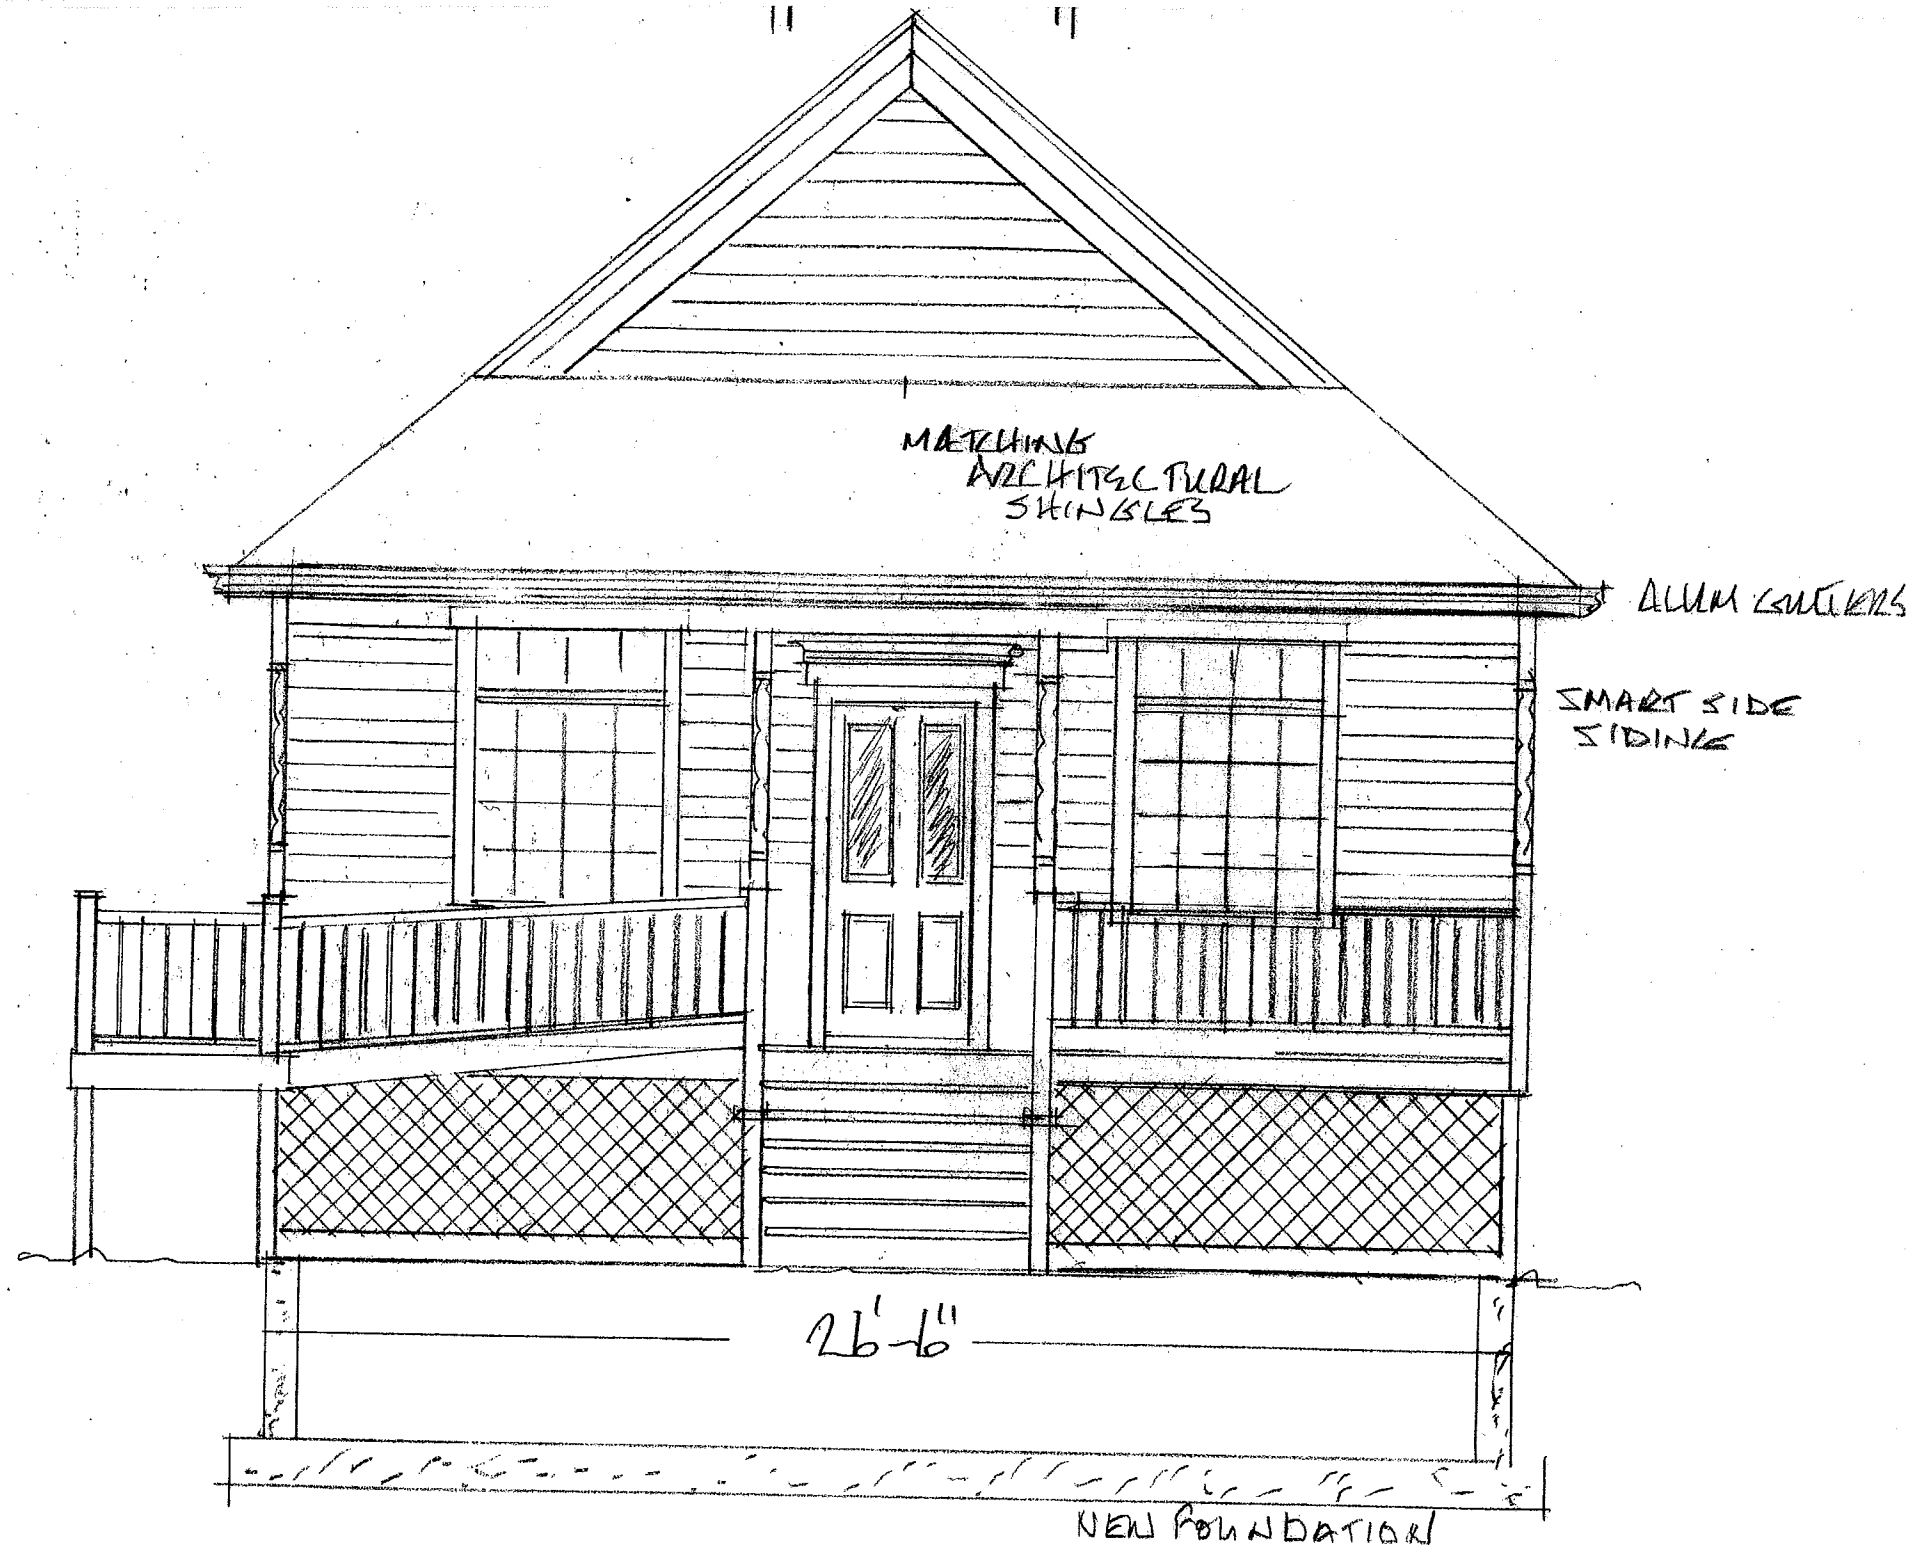 MATCHING
ARCHITECTURAL
SHINGLES
ALUM GUTTERS
SMART SIDE
SIDING
26'-6"
NEW FOUNDATION